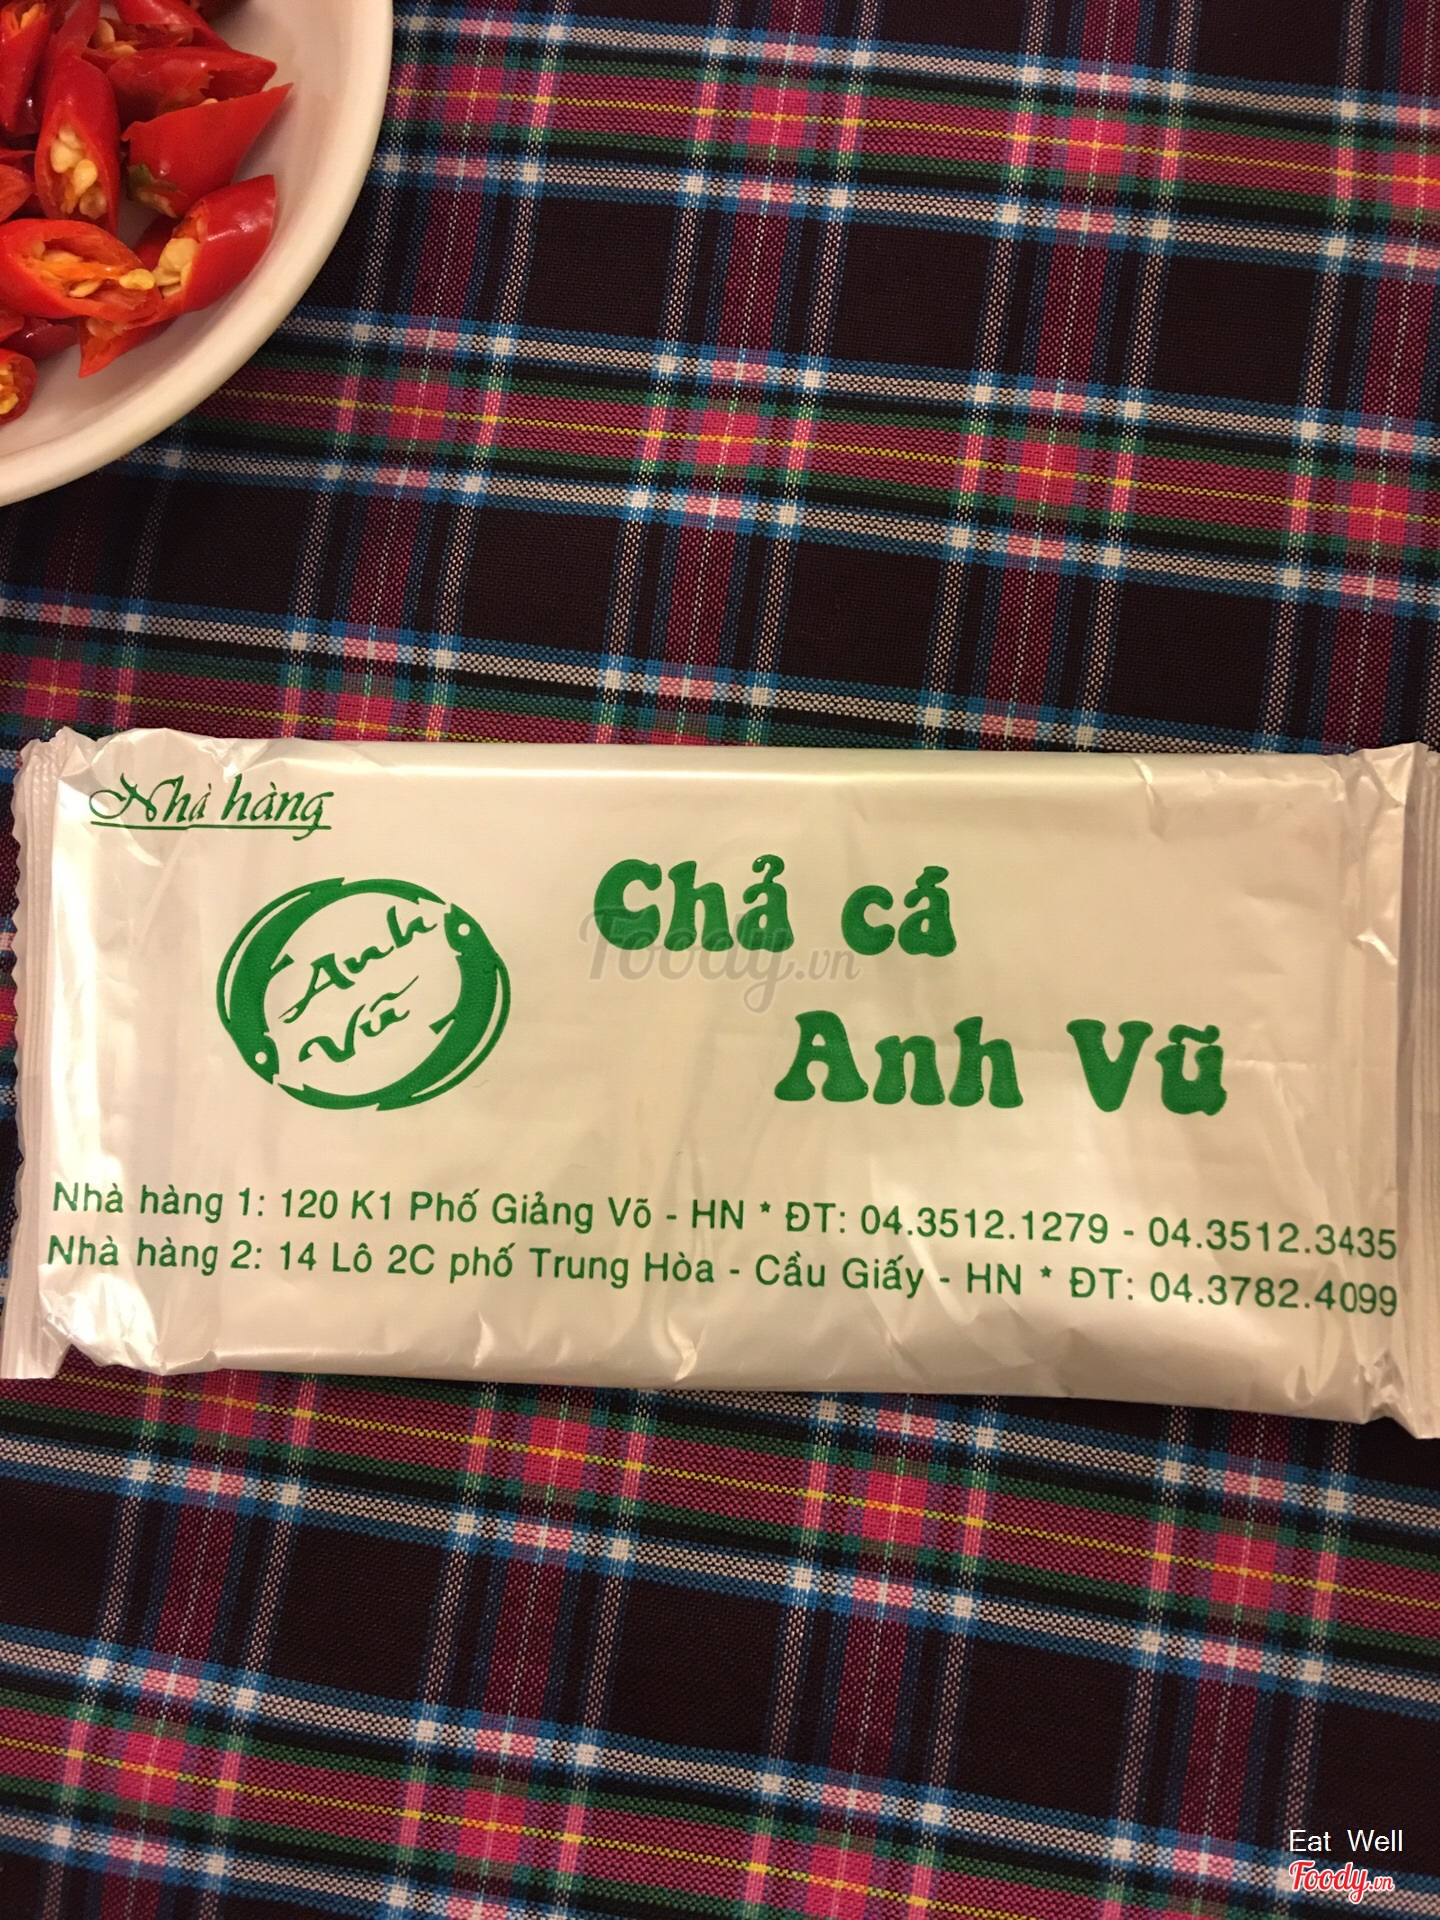 Nhà hàng
Anh
Vũ
Chả cá
Anh Vũ
Foody.vn
Nhà hàng 1: 120 K1 Phố Giảng Võ - HN * ĐT: 04.3512.1279 - 04.3512.3435
Nhà hàng 2: 14 Lô 2C phố Trung Hòa - Cầu Giấy - HN * ĐT: 04.3782.4099
Eat Well
Foody.vn